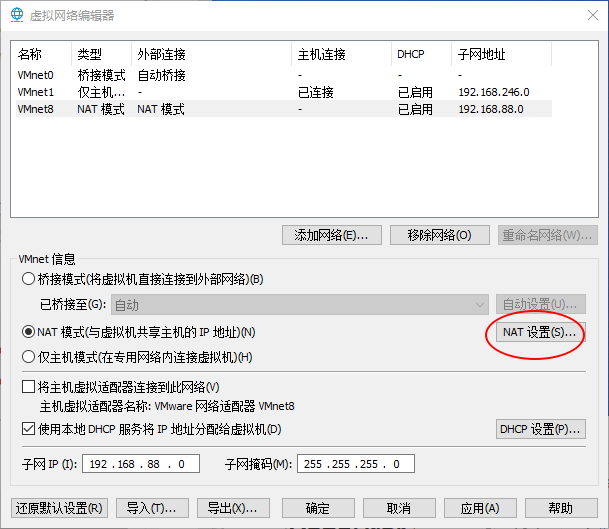 虚拟网络编辑器
名称 类型 外部连接 主机连接 DHCP 子网地址
VMnet0 桥接模式 自动桥接 - - -
VMnet1 仅主机... - 已连接 已启用 192.168.246.0
VMnet8 NAT 模式 NAT 模式 - 已启用 192.168.88.0
添加网络(E)... 移除网络(O) 重命名网络(W)...
VMnet 信息
桥接模式(将虚拟机直接连接到外部网络)(B)
已桥接至(G): 自动 自动设置(U)...
NAT 模式(与虚拟机共享主机的 IP 地址)(N) NAT 设置(S)...
仅主机模式(在专用网络内连接虚拟机)(H)
将主机虚拟适配器连接到此网络(V)
主机虚拟适配器名称: VMware 网络适配器 VMnet8
使用本地 DHCP 服务将 IP 地址分配给虚拟机(D) DHCP 设置(P)...
子网 IP (I): 192 . 168 . 88 . 0 子网掩码(M): 255 . 255 . 255 . 0
还原默认设置(R) 导入(T)... 导出(X)... 确定 取消 应用(A) 帮助